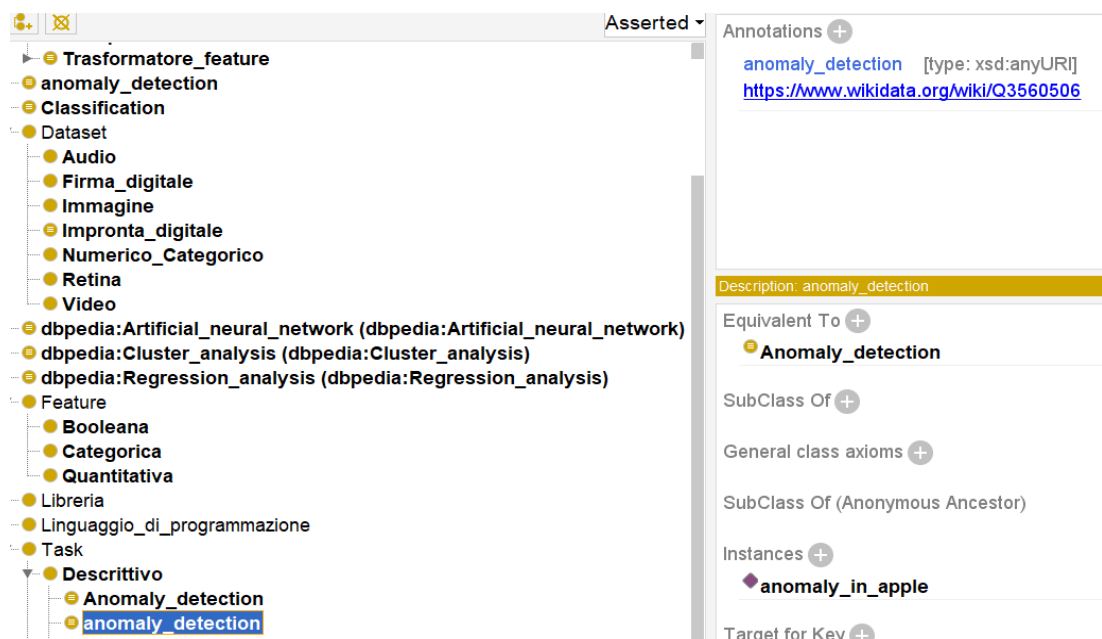 Asserted
Trasformatore_feature
anomaly_detection
Classification
Dataset
Audio
Firma_digitale
Immagine
Impronta_digitale
Numerico_Categorico
Retina
Video
dbpedia:Artificial_neural_network (dbpedia:Artificial_neural_network)
dbpedia:Cluster_analysis (dbpedia:Cluster_analysis)
dbpedia:Regression_analysis (dbpedia:Regression_analysis)
Feature
Booleana
Categorica
Quantitativa
Libreria
Linguaggio_di_programmazione
Task
Descrittivo
Anomaly_detection
anomaly_detection
Annotations
anomaly_detection [type: xsd:anyURI]
https://www.wikidata.org/wiki/Q3560506
Description: anomaly_detection
Equivalent To
Anomaly_detection
SubClass Of
General class axioms
SubClass Of (Anonymous Ancestor)
Instances
anomaly_in_apple
Target for Key